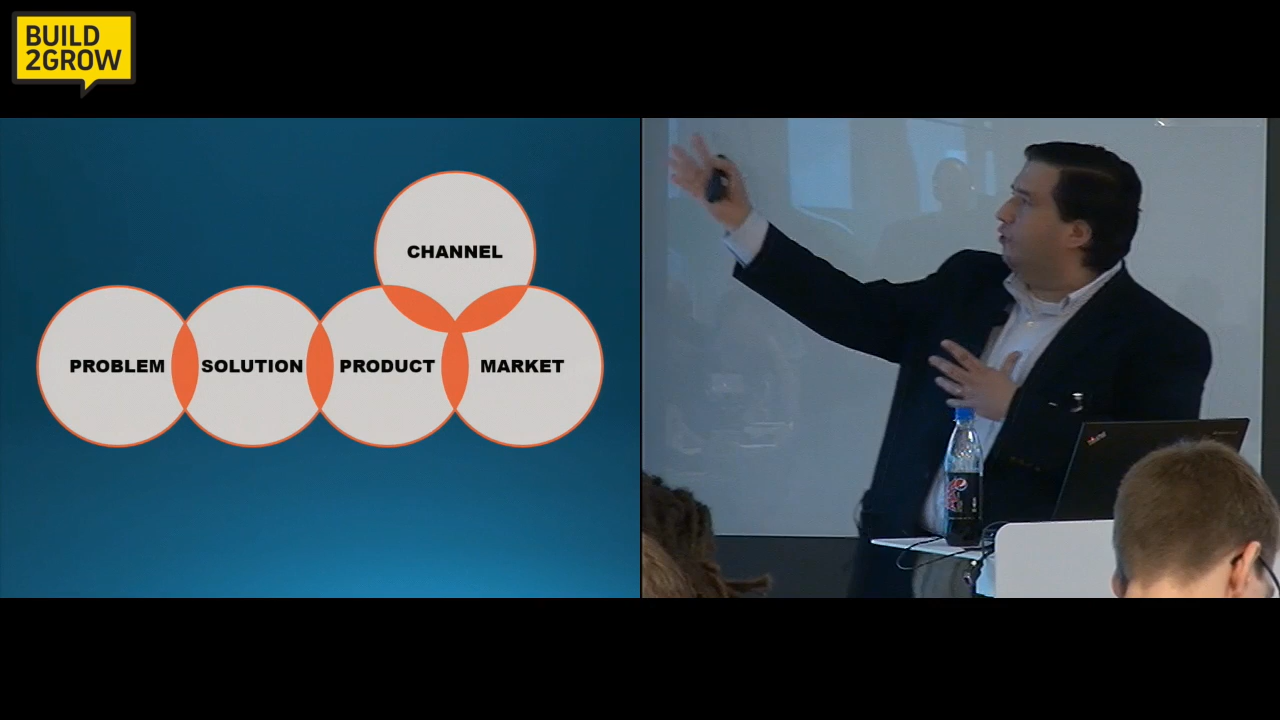 BUILD
2GROW
CHANNEL
PROBLEM
SOLUTION
PRODUCT
MARKET